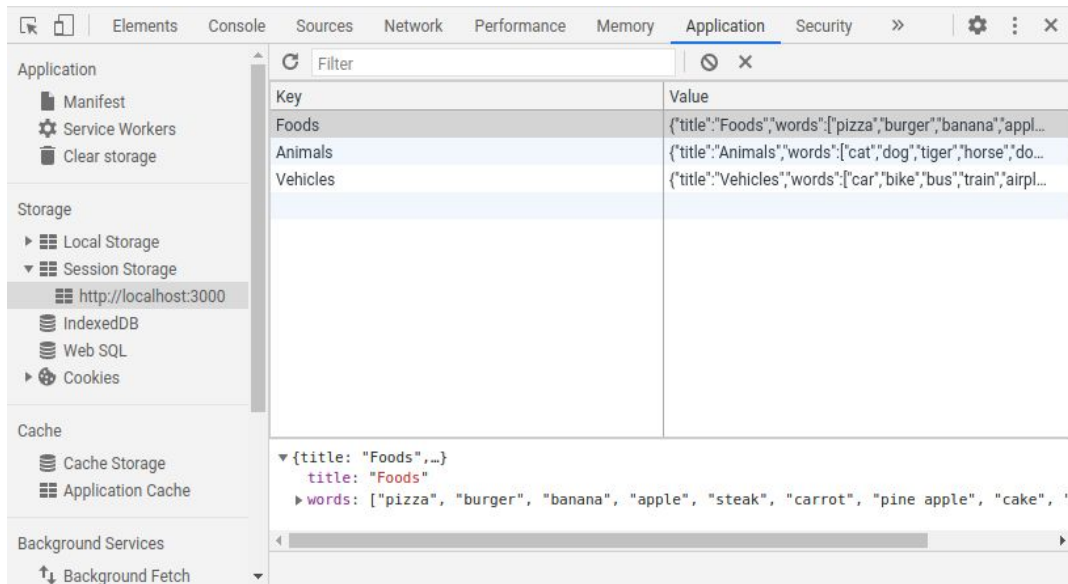 Elements Console Sources Network Performance Memory Application Security »
Application
Manifest
Service Workers
Clear storage
Storage
Local Storage
Session Storage
http://localhost:3000
IndexedDB
Web SQL
Cookies
Cache
Cache Storage
Application Cache
Background Services
Background Fetch
Filter
Key Value
Foods {"title":"Foods","words":["pizza","burger","banana","appl...
Animals {"title":"Animals","words":["cat","dog","tiger","horse","do...
Vehicles {"title":"Vehicles","words":["car","bike","bus","train","airpl...
{title: "Foods",…}
title: "Foods"
words: ["pizza", "burger", "banana", "apple", "steak", "carrot", "pine apple", "cake", "